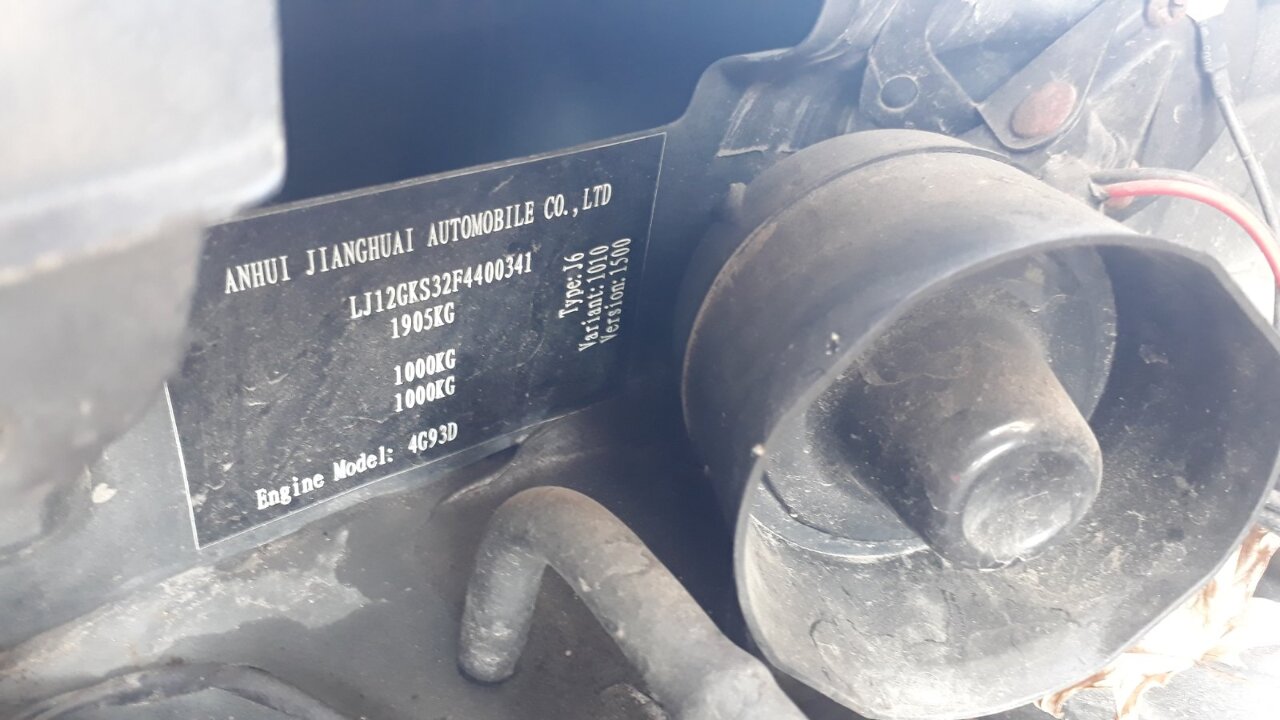 ANHUI JIANGHUAI AUTOMOBILE CO.,LTD
LJ12GKS32F4400341
1905KG
1000KG
1000KG
Type:J6
Variant:1010
Version:1500
Engine Model: 4G93D